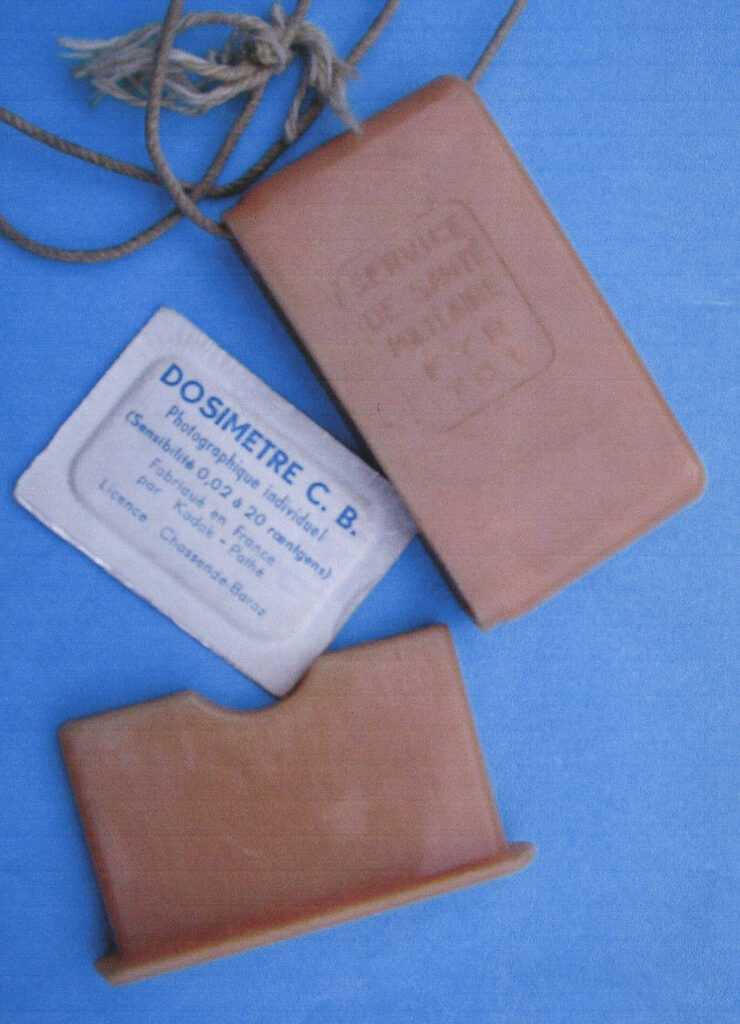 DOSIMETRE C. B.
Photographique individuel
(Sensibilité 0,02 à 20 rœntgens)
Fabriqué en France
par Kodak - Pathé
Licence Chassende Baroz
SERVICE
DE SANTÉ
MILITAIRE